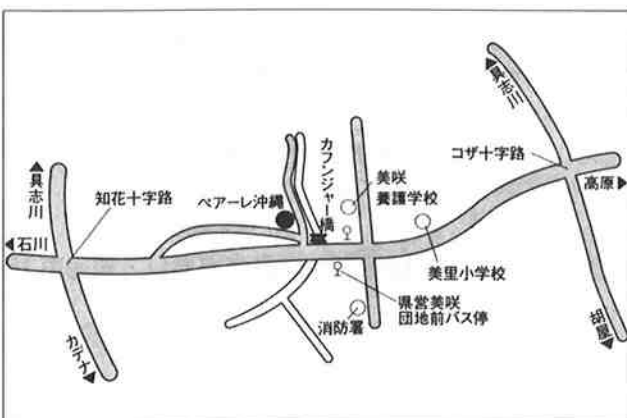 ▲具志川
コザ十字路
高原▶
カフンジャー橋
美咲
養護学校
▲具志川
知花十字路
ペアーレ沖縄
◀石川
美里小学校
県営美咲
団地前バス停
消防署
胡屋▼
カデナ▼